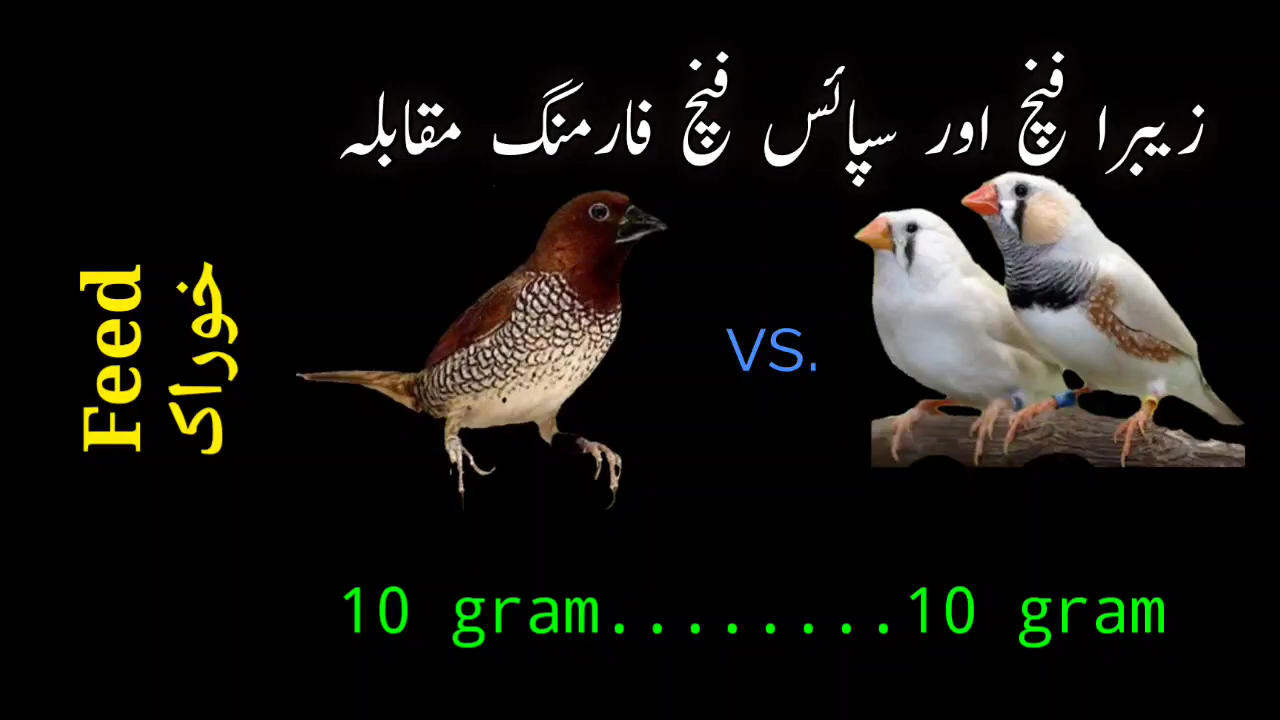 زیبرا فنچ اور سپائس فنچ فارمنگ مقابلہ
Feed
خوراک
vs.
10 gram........10 gram